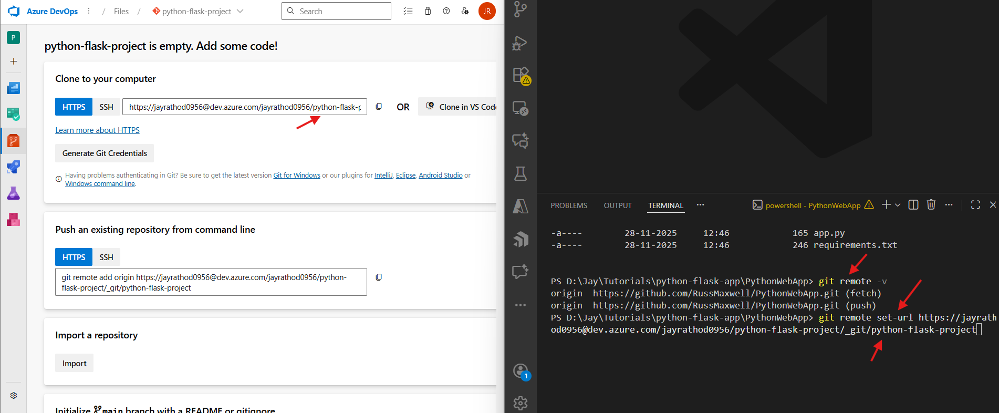 Azure DevOps / Files / python-flask-project
Search
JR
P
python-flask-project is empty. Add some code!
Clone to your computer
HTTPS SSH https://jayrathod0956@dev.azure.com/jayrathod0956/python-flask-p OR Clone in VS Code
Learn more about HTTPS
Generate Git Credentials
Having problems authenticating in Git? Be sure to get the latest version Git for Windows or our plugins for IntelliJ, Eclipse, Android Studio or
Windows command line.
Push an existing repository from command line
HTTPS SSH
git remote add origin https://jayrathod0956@dev.azure.com/jayrathod0956/python-
flask-project/_git/python-flask-project
Import a repository
Import
Initialize main branch with a README or gitignore
PROBLEMS OUTPUT TERMINAL ... powershell - PythonWebApp
-a---- 28-11-2025 12:46 165 app.py
-a---- 28-11-2025 12:46 246 requirements.txt
PS D:\Jay\Tutorials\python-flask-app\PythonWebApp> git remote -v
origin https://github.com/RussMaxwell/PythonWebApp.git (fetch)
origin https://github.com/RussMaxwell/PythonWebApp.git (push)
PS D:\Jay\Tutorials\python-flask-app\PythonWebApp> git remote set-url https://jayrath
od0956@dev.azure.com/jayrathod0956/python-flask-project/_git/python-flask-project
1